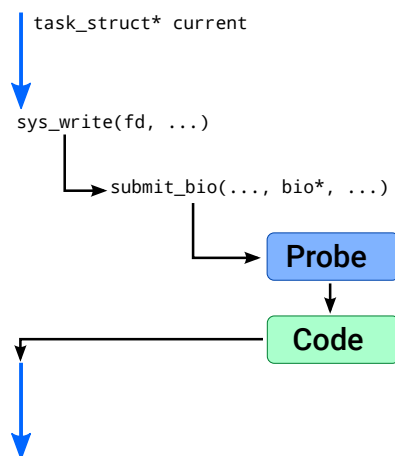 task_struct* current
sys_write(fd, ...)
submit_bio(..., bio*, ...)
Probe
Code